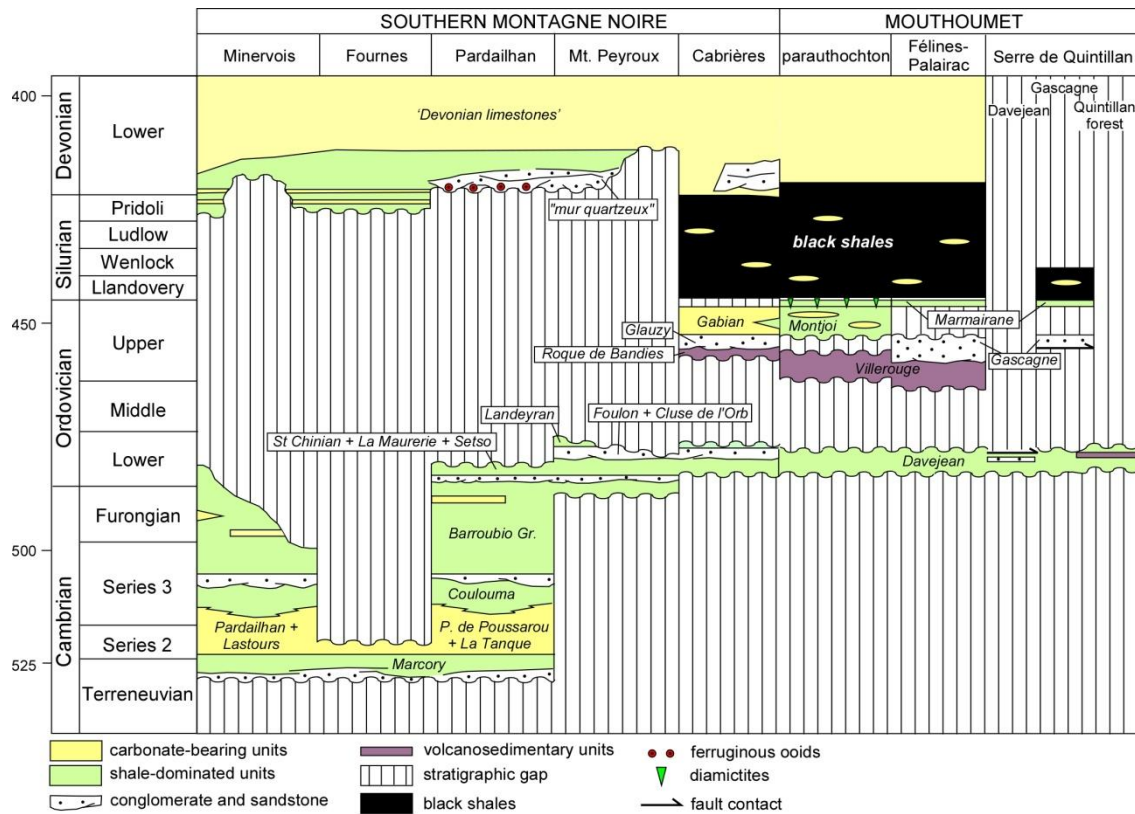 SOUTHERN MONTAGNE NOIRE
MOUTHOUMET
Minervois
Fournes
Pardailhan
Mt. Peyroux
Cabrières
parauthochton
Félines-
Palairac
Serre de Quintillan
400
450
500
525
Devonian
Silurian
Ordovician
Cambrian
Lower
Pridoli
Ludlow
Wenlock
Llandovery
Upper
Middle
Lower
Furongian
Series 3
Series 2
Terreneuvian
Gascagne
Davejean
Quintillan
forest
'Devonian limestones'
"mur quartzeux"
black shales
Gabian
Montjoi
Marmairane
Glauzy
Roque de Bandies
Gascagne
Villerouge
Landeyran
Foulon + Cluse de l'Orb
St Chinian + La Maurerie + Setso
Davejean
Barroubio Gr.
Coulouma
Pardailhan +
Lastours
P. de Poussarou
+ La Tanque
Marcory
carbonate-bearing units
shale-dominated units
conglomerate and sandstone
volcanosedimentary units
stratigraphic gap
black shales
ferruginous ooids
diamictites
fault contact